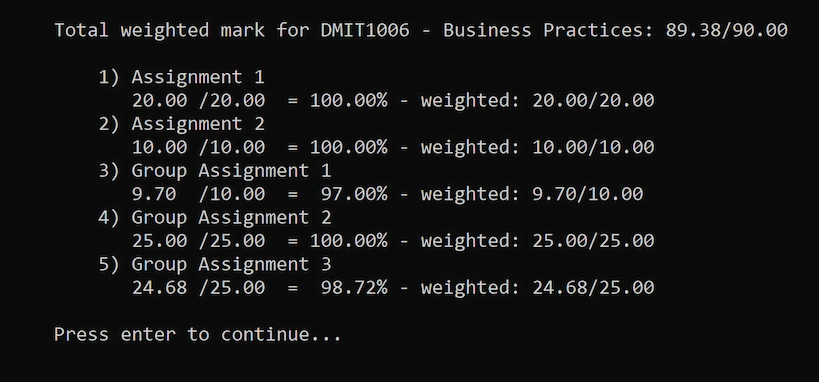 Total weighted mark for DMIT1006 - Business Practices: 89.38/90.00
1) Assignment 1
20.00 /20.00  = 100.00% - weighted: 20.00/20.00
2) Assignment 2
10.00 /10.00  = 100.00% - weighted: 10.00/10.00
3) Group Assignment 1
9.70  /10.00  =  97.00% - weighted: 9.70/10.00
4) Group Assignment 2
25.00 /25.00  = 100.00% - weighted: 25.00/25.00
5) Group Assignment 3
24.68 /25.00  =  98.72% - weighted: 24.68/25.00
Press enter to continue...